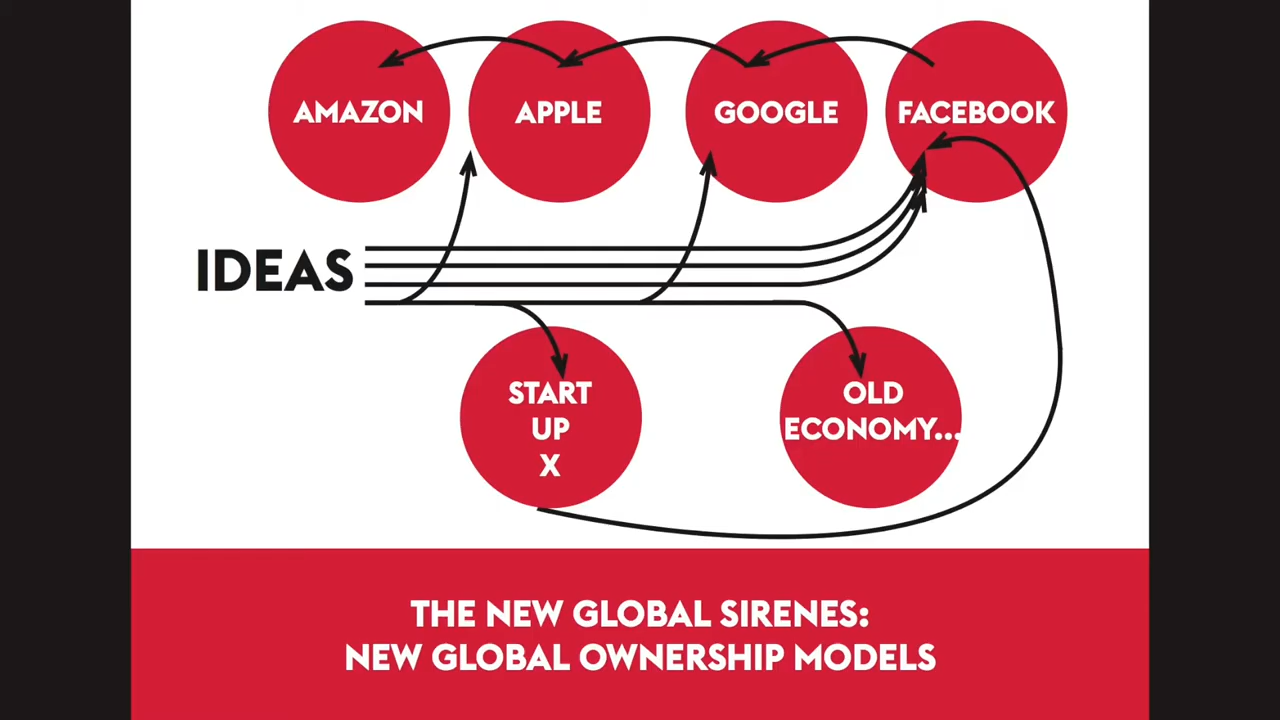 AMAZON
APPLE
GOOGLE
FACEBOOK
IDEAS
START
UP
X
OLD
ECONOMY...
THE NEW GLOBAL SIRENES:
NEW GLOBAL OWNERSHIP MODELS